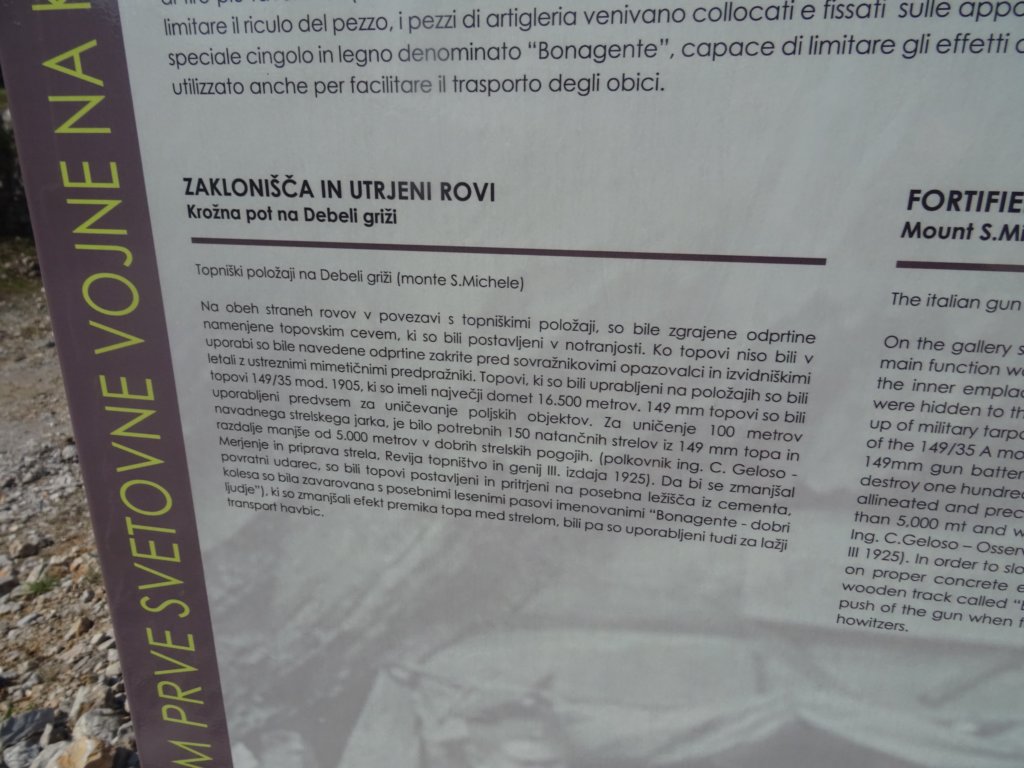 limitare il riculo del pezzo, i pezzi di artiglieria venivano collocati e fissati sulle
speciale cingolo in legno denominato “Bonagente”, capace di limitare gli effetti
utilizzato anche per facilitare il trasporto degli obici.
ZAKLONIŠČA IN UTRJENI ROVI
Krožna pot na Debeli griži
Topniški položaji na Debeli griži (monte S.Michele)
Na obeh straneh rovov v povezavi s topniškimi položaji, so bile zgrajene odprtine
namenjene topovskim cevem, ki so bili postavljeni v notranjosti. Ko topovi niso bili v
uporabi so bile navedene odprtine zakrite pred sovražnikovimi opazovalci in izvidniškimi
letali z ustreznimi mimetičnimi predpražniki. Topovi, ki so bili uprabljeni na položajih so bili
topovi 149/35 mod. 1905, ki so imeli največji domet 16.500 metrov. 149 mm topovi so bili
uporabljeni predvsem za uničevanje poljskih objektov. Za uničenje 100 metrov
navadnega strelskega jarka, je bilo potrebnih 150 natančnih strelov iz 149 mm topa in
razdalje manjše od 5.000 metrov v dobrih strelskih pogojih. (polkovnik ing. C. Geloso -
Merjenje in priprava strela. Revija topništvo in genij III. izdaja 1925). Da bi se zmanjšal
povratni udarec, so bili topovi postavljeni in pritrjeni na posebna ležišča iz cementa,
kolesa so bila zavarovana s posebnimi lesenimi pasovi imenovanimi “Bonagente - dobri
ljudje”), ki so zmanjšali efekt premika topa med strelom, bili pa so uporabljeni tudi za lažji
transport havbic.
FORTIFIE
Mount S.Mi
The italian gun
On the gallery s
main function w
the inner emplac
were hidden to th
up of military tarpo
of the 149/35 A mo
149mm gun batter
destroy one hundred
allineated and prec
than 5,000 mt and w
Ing. C.Geloso – Osser
III 1925). In order to slo
on proper concrete e
wooden track called “
push of the gun when
howitzers.
M PRVE SVETOVNE VOJNE NA K